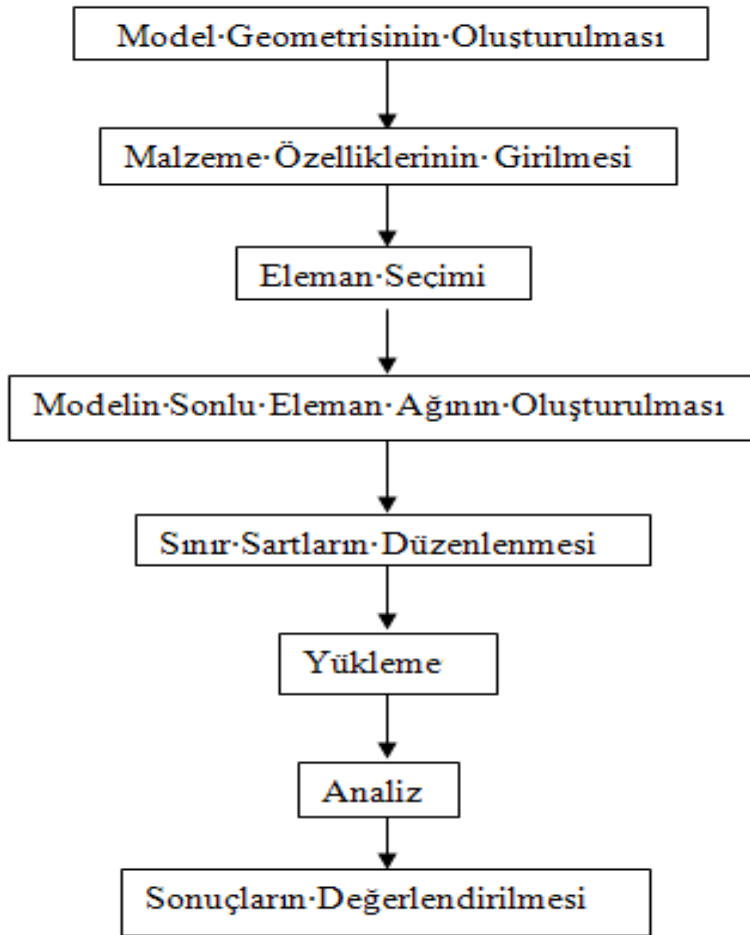 Model·Geometrisinin·Oluşturulması
Malzeme·Özelliklerinin·Girilmesi
Eleman·Seçimi
Modelin·Sonlu·Eleman·Ağının·Oluşturulması
Sınır·Sartların·Düzenlenmesi
Yükleme
Analiz
Sonuçların·Değerlendirilmesi